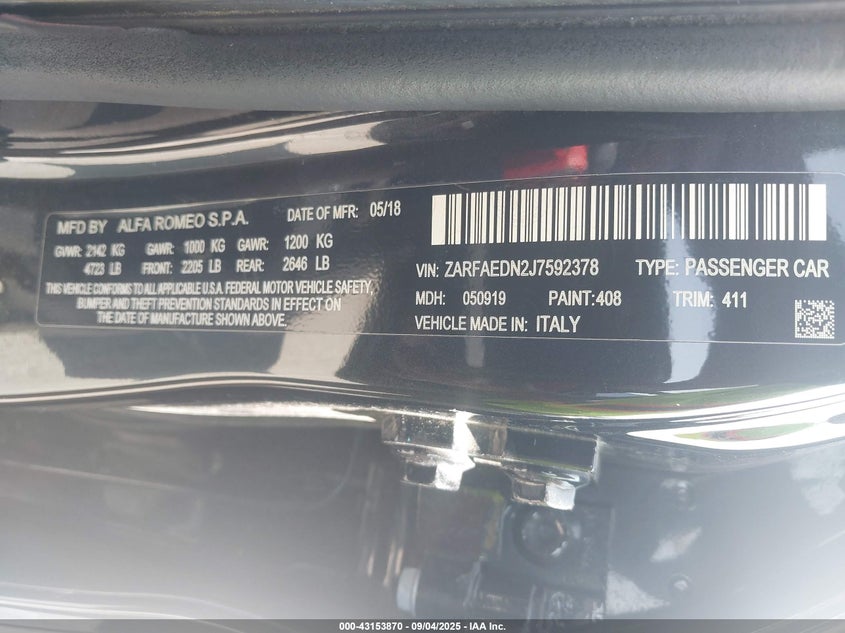 MFD BY ALFA ROMEO S.P.A. DATE OF MFR: 05/18
GVWR: 2142 KG GAWR: 1000 KG GAWR: 1200 KG
4723 LB FRONT: 2205 LB REAR: 2646 LB
THIS VEHICLE CONFORMS TO ALL APPLICABLE U.S.A. FEDERAL MOTOR VEHICLE SAFETY,
BUMPER AND THEFT PREVENTION STANDARDS IN EFFECT ON
THE DATE OF MANUFACTURE SHOWN ABOVE.
VIN: ZARFAEDN2J7592378 TYPE: PASSENGER CAR
MDH: 050919 PAINT:408 TRIM: 411
VEHICLE MADE IN: ITALY
000-43153870 - 09/04/2025 - IAA Inc.